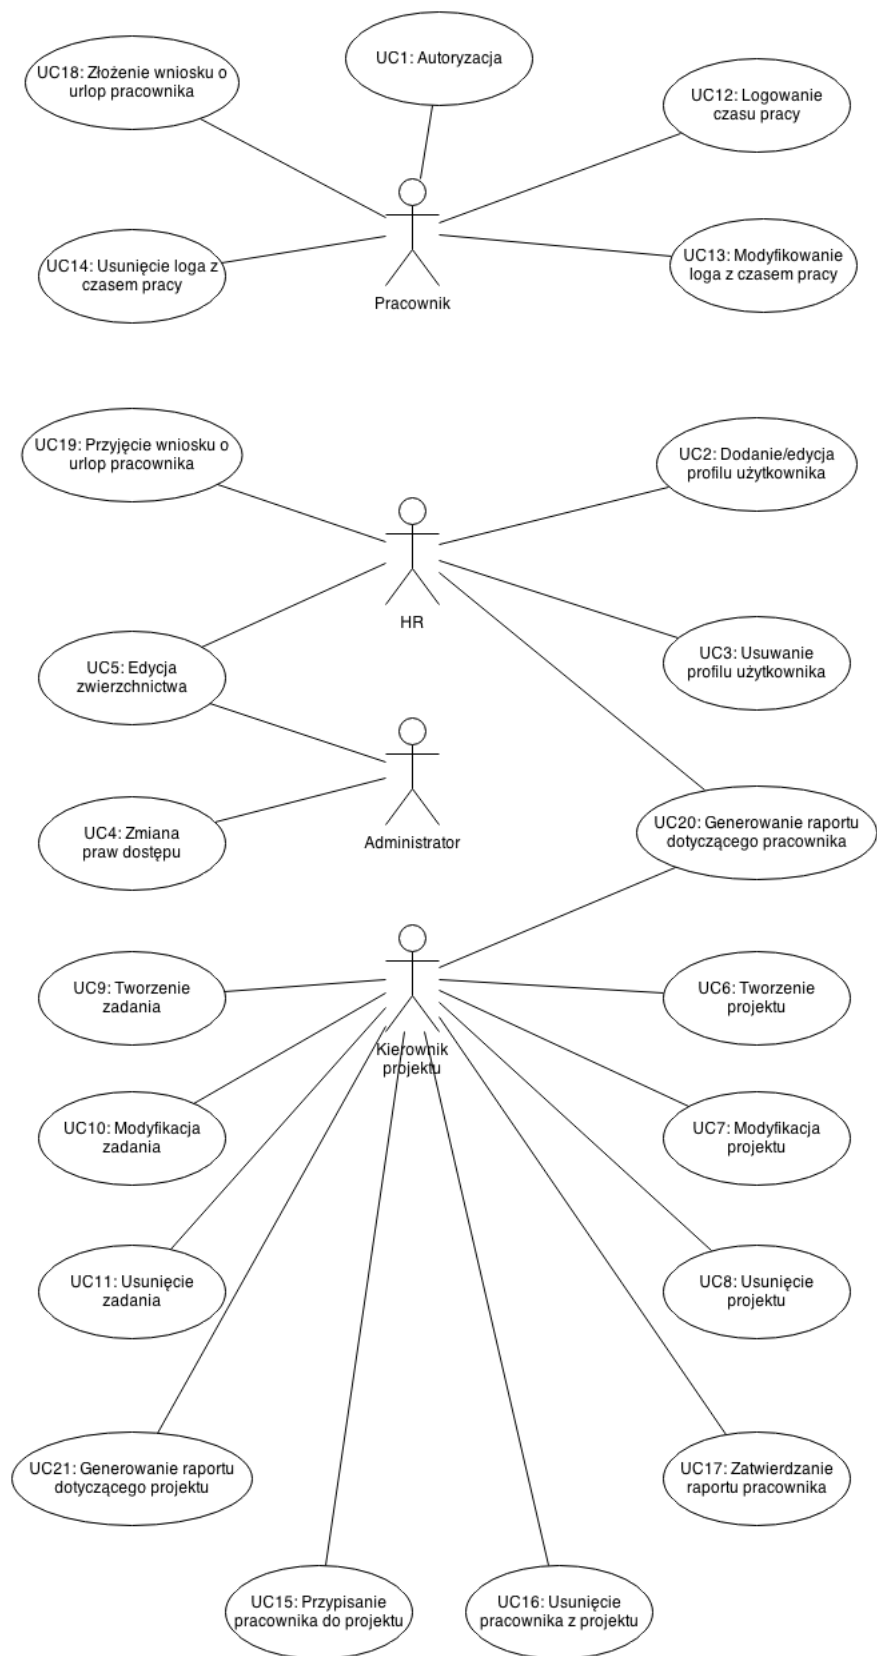 UC1: Autoryzacja
UC18: Złożenie wniosku o
urlop pracownika
UC12: Logowanie
czasu pracy
UC14: Usunięcie loga z
czasem pracy
UC13: Modyfikowanie
loga z czasem pracy
Pracownik
UC19: Przyjęcie wniosku o
urlop pracownika
UC2: Dodanie/edycja
profilu użytkownika
HR
UC5: Edycja
zwierzchnictwa
UC3: Usuwanie
profilu użytkownika
UC4: Zmiana
praw dostępu
Administrator
UC20: Generowanie raportu
dotyczącego pracownika
UC9: Tworzenie
zadania
UC6: Tworzenie
projektu
Kierownik
projektu
UC10: Modyfikacja
zadania
UC7: Modyfikacja
projektu
UC11: Usunięcie
zadania
UC8: Usunięcie
projektu
UC21: Generowanie raportu
dotyczącego projektu
UC17: Zatwierdzanie
raportu pracownika
UC15: Przypisanie
pracownika do projektu
UC16: Usunięcie
pracownika z projektu